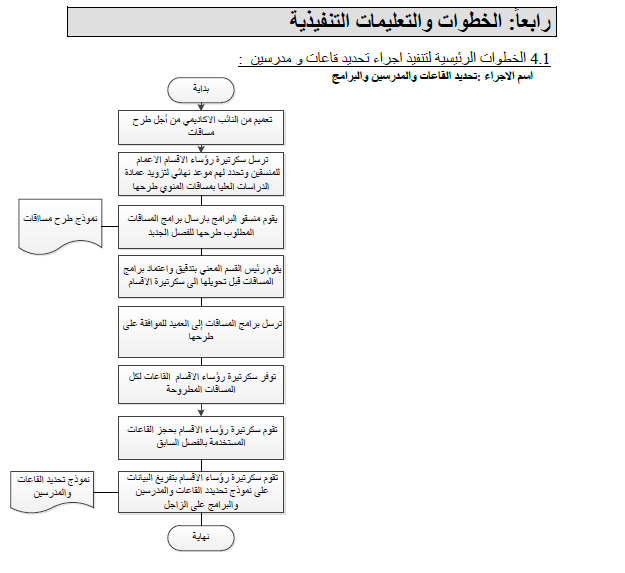 رابعاً: الخطوات والتعليمات التنفيذية
4.1 الخطوات الرئيسية لتنفيذ اجراء تحديد قاعات و مدرسين :
اسم الاجراء :تحديد القاعات والمدرسين والبرامج
بداية
تعميم من النائب الاكاديمي من أجل طرح
مساقات
ترسل سكرتيرة رؤساء الاقسام الاعمام
للمنسقين وتحدد لهم موعد نهائي لتزويد عمادة
الدراسات العليا بمساقات المنوي طرحها
يقوم منسقو البرامج بارسال برامج المساقات
المطلوب طرحها للفصل الجديد
نموذج طرح مسااقات
يقوم رئيس القسم المعني بتدقيق واعتماد برامج
المساقات قبل تحويلها الى سكرتيرة الاقسام
ترسل برامج المساقات إلى العميد للموافقة على
طرحها
توفر سكرتيرة رؤساء الاقسام القاعات لكل
المساقات المطروحة
تقوم سكرتيرة رؤساء الاقسام بحجز القاعات
المستخدمة بالفصل السابق
تقوم سكرتيرة رؤساء الاقسام بتفريغ البيانات
على نموذج تحديدد القاعات والمدرسين
والبرامج على الزاجل
نموذج تحديد القاعات
والمدرسين
نهاية